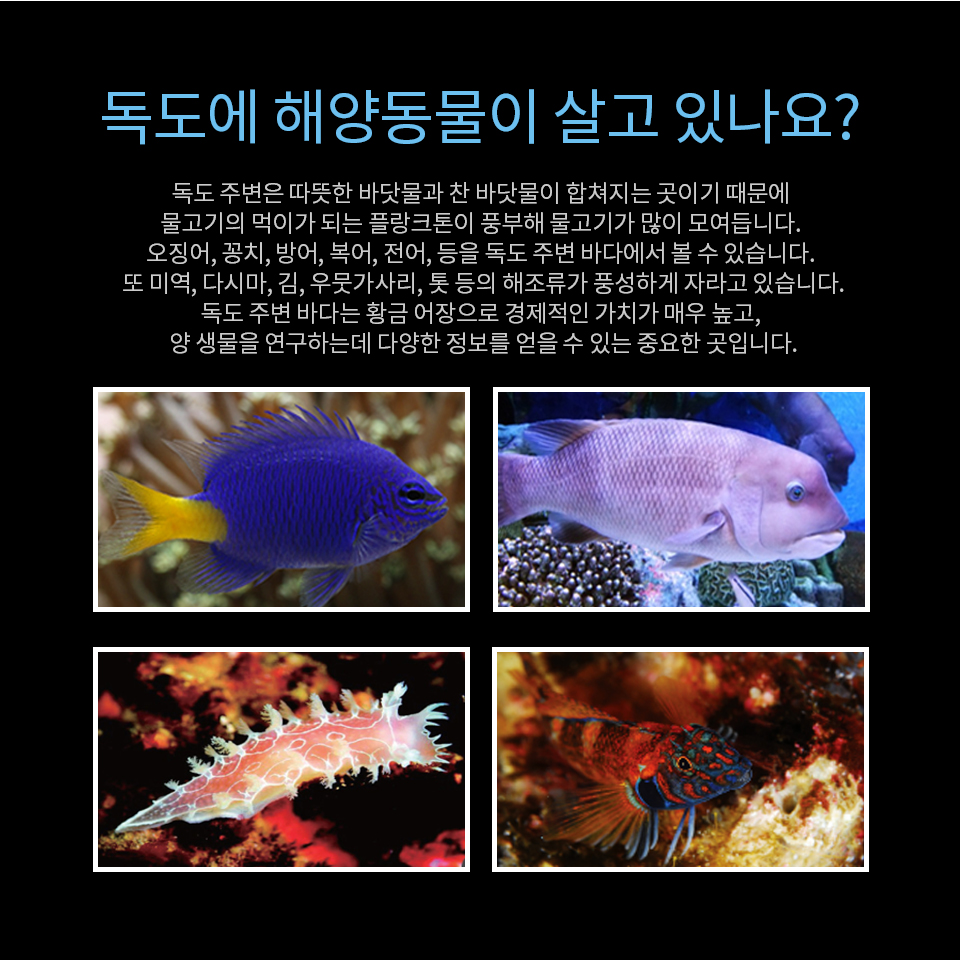 독도에 해양동물이 살고 있나요?
독도 주변은 따뜻한 바닷물과 찬 바닷물이 합쳐지는 곳이기 때문에
물고기의 먹이가 되는 플랑크톤이 풍부해 물고기가 많이 모여듭니다.
오징어, 꽁치, 방어, 복어, 전어, 등을 독도 주변 바다에서 볼 수 있습니다.
또 미역, 다시마, 김, 우뭇가사리, 톳 등의 해조류가 풍성하게 자라고 있습니다.
독도 주변 바다는 황금 어장으로 경제적인 가치가 매우 높고,
양 생물을 연구하는데 다양한 정보를 얻을 수 있는 중요한 곳입니다.